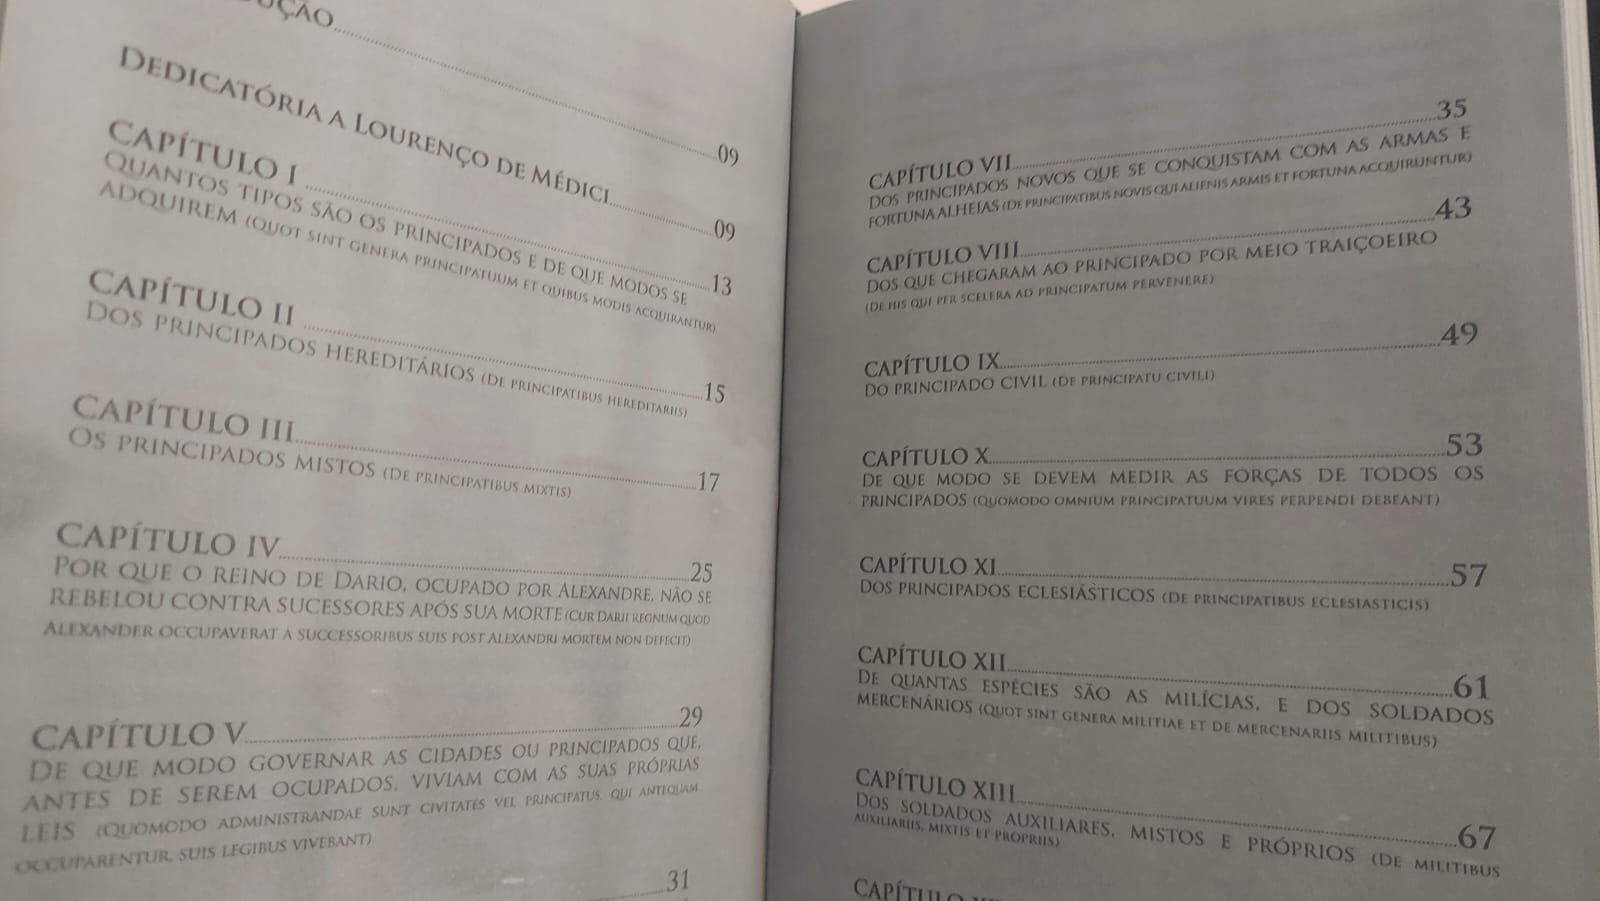 DEDICATÓRIA A LOURENÇO DE MÉDICI
09
09
CAPÍTULO I
13
QUANTOS TIPOS SÃO OS PRINCIPADOS E DE QUE MODOS SE
ADQUIREM (QUOT SINT GENERA PRINCIPATUUM ET QUIBUS MODIS ACQUIRANTUR)
CAPÍTULO II
15
DOS PRINCIPADOS HEREDITÁRIOS (DE PRINCIPATIBUS HEREDITARIIS)
CAPÍTULO III
17
OS PRINCIPADOS MISTOS (DE PRINCIPATIBUS MIXTIS)
CAPÍTULO IV
25
POR QUE O REINO DE DARIO, OCUPADO POR ALEXANDRE, NÃO SE
REBELOU CONTRA SUCESSORES APÓS SUA MORTE (CUR DARII REGNUM QUOD
ALEXANDER OCCUPAVERAT A SUCCESSORIBUS SUIS POST ALEXANDRI MORTEM NON DEFECIT)
CAPÍTULO V
29
DE QUE MODO GOVERNAR AS CIDADES OU PRINCIPADOS QUE,
ANTES DE SEREM OCUPADOS, VIVIAM COM AS SUAS PRÓPRIAS
LEIS (QUOMODO ADMINISTRANDAE SUNT CIVITATES VEL PRINCIPATUS, QUI ANTEQUAM
OCCUPARENTUR, SUIS LEGIBUS VIVEBANT)
31
CAPÍTULO VII
35
DOS PRINCIPADOS NOVOS QUE SE CONQUISTAM COM AS ARMAS E
FORTUNA ALHEIAS (DE PRINCIPATIBUS NOVIS QUI ALIENIS ARMIS ET FORTUNA ACQUIRUNTUR)
CAPÍTULO VIII
43
DOS QUE CHEGARAM AO PRINCIPADO POR MEIO TRAIÇOEIRO
(DE HIS QUI PER SCELERA AD PRINCIPATUM PERVENERE)
CAPÍTULO IX
49
DO PRINCIPADO CIVIL (DE PRINCIPATU CIVILI)
CAPÍTULO X
53
DE QUE MODO SE DEVEM MEDIR AS FORÇAS DE TODOS OS
PRINCIPADOS (QUOMODO OMNIUM PRINCIPATUUM VIRES PERPENDI DEBEANT)
CAPÍTULO XI
57
DOS PRINCIPADOS ECLESIÁSTICOS (DE PRINCIPATIBUS ECLESIASTICIS)
CAPÍTULO XII
61
DE QUANTAS ESPÉCIES SÃO AS MILÍCIAS, E DOS SOLDADOS
MERCENÁRIOS (QUOT SINT GENERA MILITIAE ET DE MERCENARIIS MILITIBUS)
CAPÍTULO XIII
67
DOS SOLDADOS AUXILIARES, MISTOS E PRÓPRIOS (DE MILITIBUS
AUXILIARIIS, MIXTIS ET PROPRIIS)